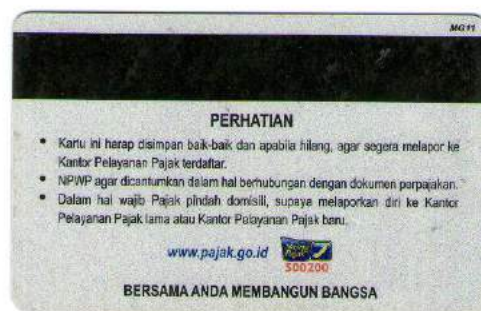 MG11
PERHATIAN
• Kartu ini harap disimpan baik-baik dan apabila hilang, agar segera melapor ke
Kantor Pelayanan Pajak terdaftar.
• NPWP agar dicantumkan dalam hal berhubungan dengan dokumen perpajakan.
• Dalam hal wajib Pajak pindah domisili, supaya melaporkan diri ke Kantor
Pelayanan Pajak lama atau Kantor Pelayanan Pajak baru.
www.pajak.go.id
500200
BERSAMA ANDA MEMBANGUN BANGSA